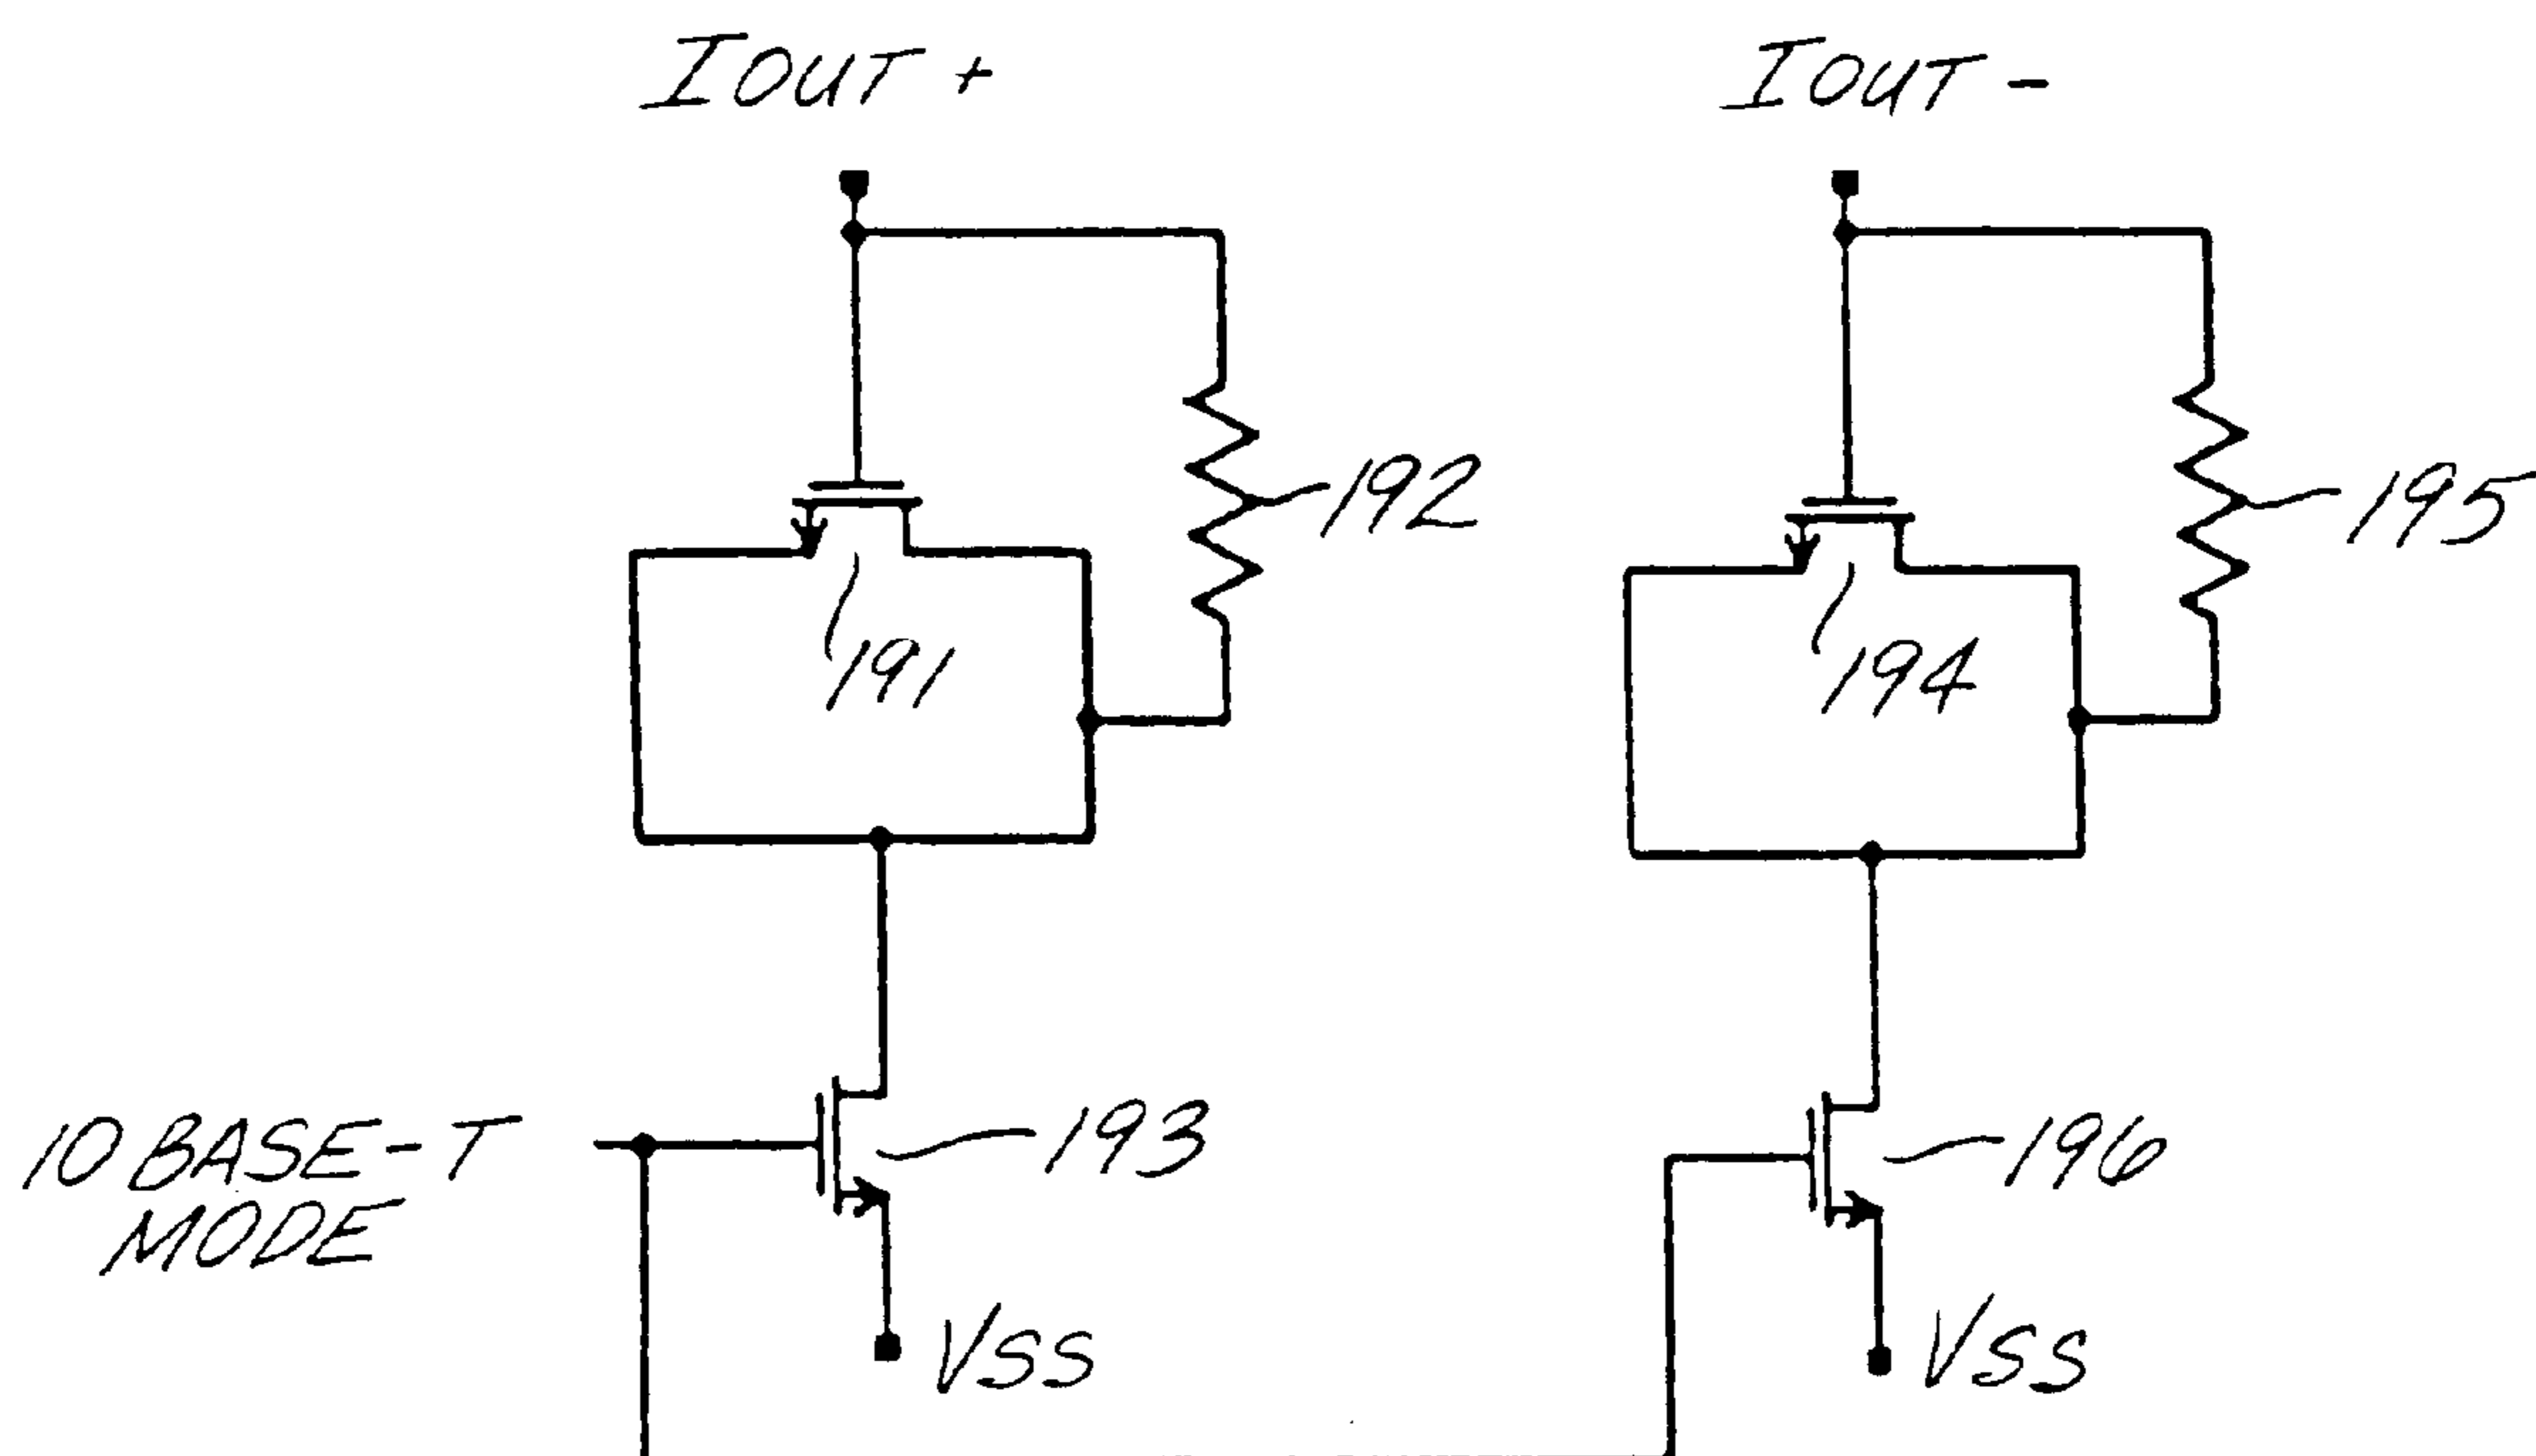 IOUT +
IOUT -
192
195
191
194
10 BASE-T
MODE
193
196
VSS
VSS